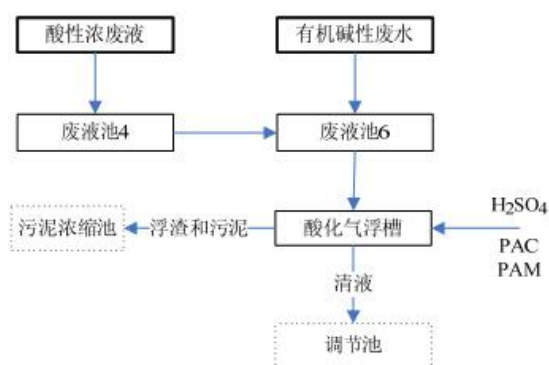 酸性浓废液
有机碱性废水
废液池4
废液池6
污泥浓缩池
浮渣和污泥
酸化气浮槽
H₂SO₄
PAC
PAM
清液
调节池